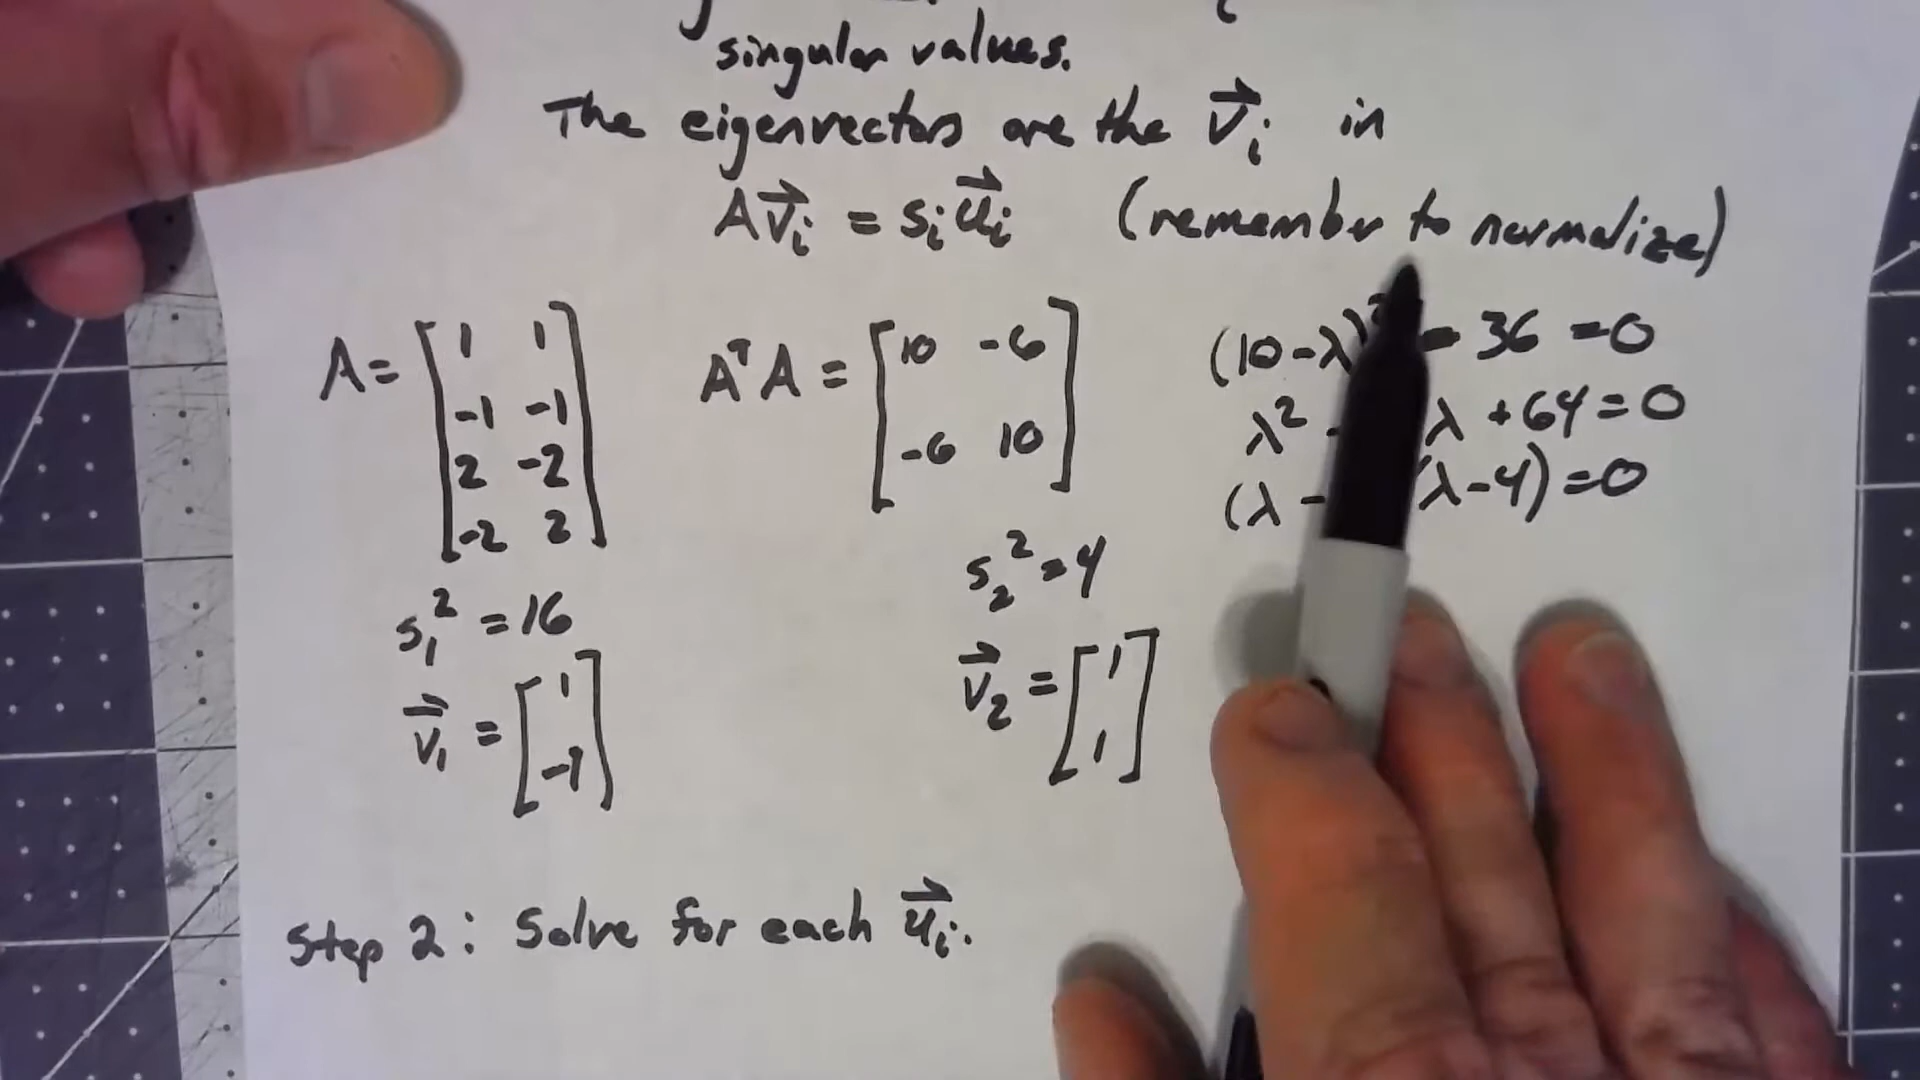 singular values.
The eigenvectors are the v⃗ᵢ in
Av⃗ᵢ = sᵢu⃗ᵢ (remember to normalize)
A = [1 1; -1 -1; 2 -2; -2 2]
AᵀA = [10 -6; -6 10]
(10-λ) - 36 = 0
λ² - λ + 64 = 0
(λ - (λ-4) = 0
s₁² = 16
v⃗₁ = [1; -1]
s₂² = 4
v⃗₂ = [1; 1]
Step 2: Solve for each u⃗ᵢ.